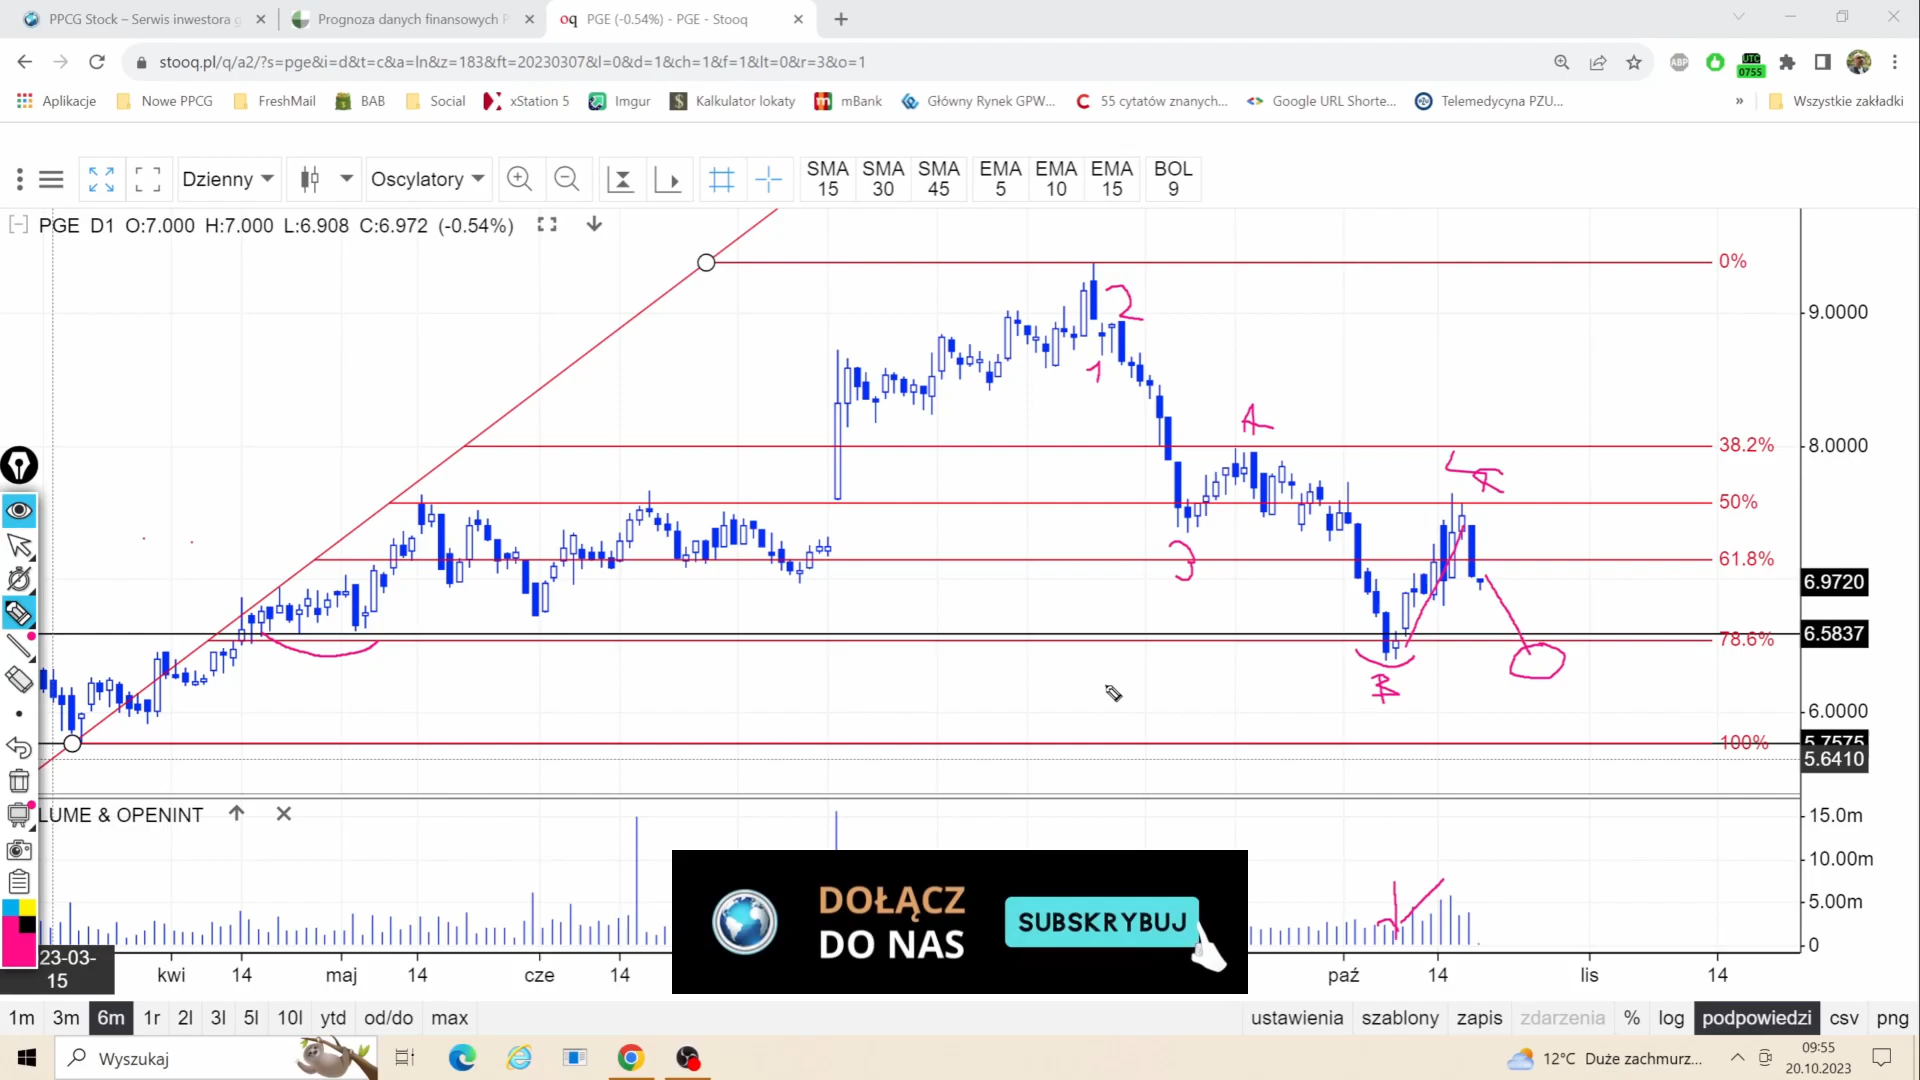 PPCG Stock – Serwis inwestora g
Prognoza danych finansowych P
oq PGE (-0.54%) - PGE - Stooq
stooq.pl/q/a2/?s=pge&i=d&t=c&a=ln&z=183&ft=20230307&l=0&d=1&ch=1&f=1&lt=0&r=3&o=1
ABP
UTC
0755
Aplikacje
Nowe PPCG
FreshMail
BAB
Social
xStation 5
Imgur
Kalkulator lokaty
mBank
Główny Rynek GPW...
55 cytatów znanych...
Google URL Shorte...
Telemedycyna PZU...
»
Wszystkie zakładki
Dzienny
Oscylatory
SMA 15
SMA 30
SMA 45
EMA 5
EMA 10
EMA 15
BOL 9
PGE D1 O:7.000 H:7.000 L:6.908 C:6.972 (-0.54%)
0%
2
9.0000
1
A
38.2%
8.0000
50%
3
61.8%
6.9720
6.5837
78.6%
B
6.0000
100%
5.7575
5.6410
LUME & OPENINT
15.0m
10.00m
5.00m
0
DOŁĄCZ
DO NAS
SUBSKRYBUJ
23-03-
15
kwi
14
maj
14
cze
14
paź
14
lis
14
1m 3m 6m 1r 2l 3l 5l 10l ytd od/do max
ustawienia szablony zapis zdarzenia % log podpowiedzi csv png
Wyszukaj
12°C Duże zachmurz...
09:55
20.10.2023